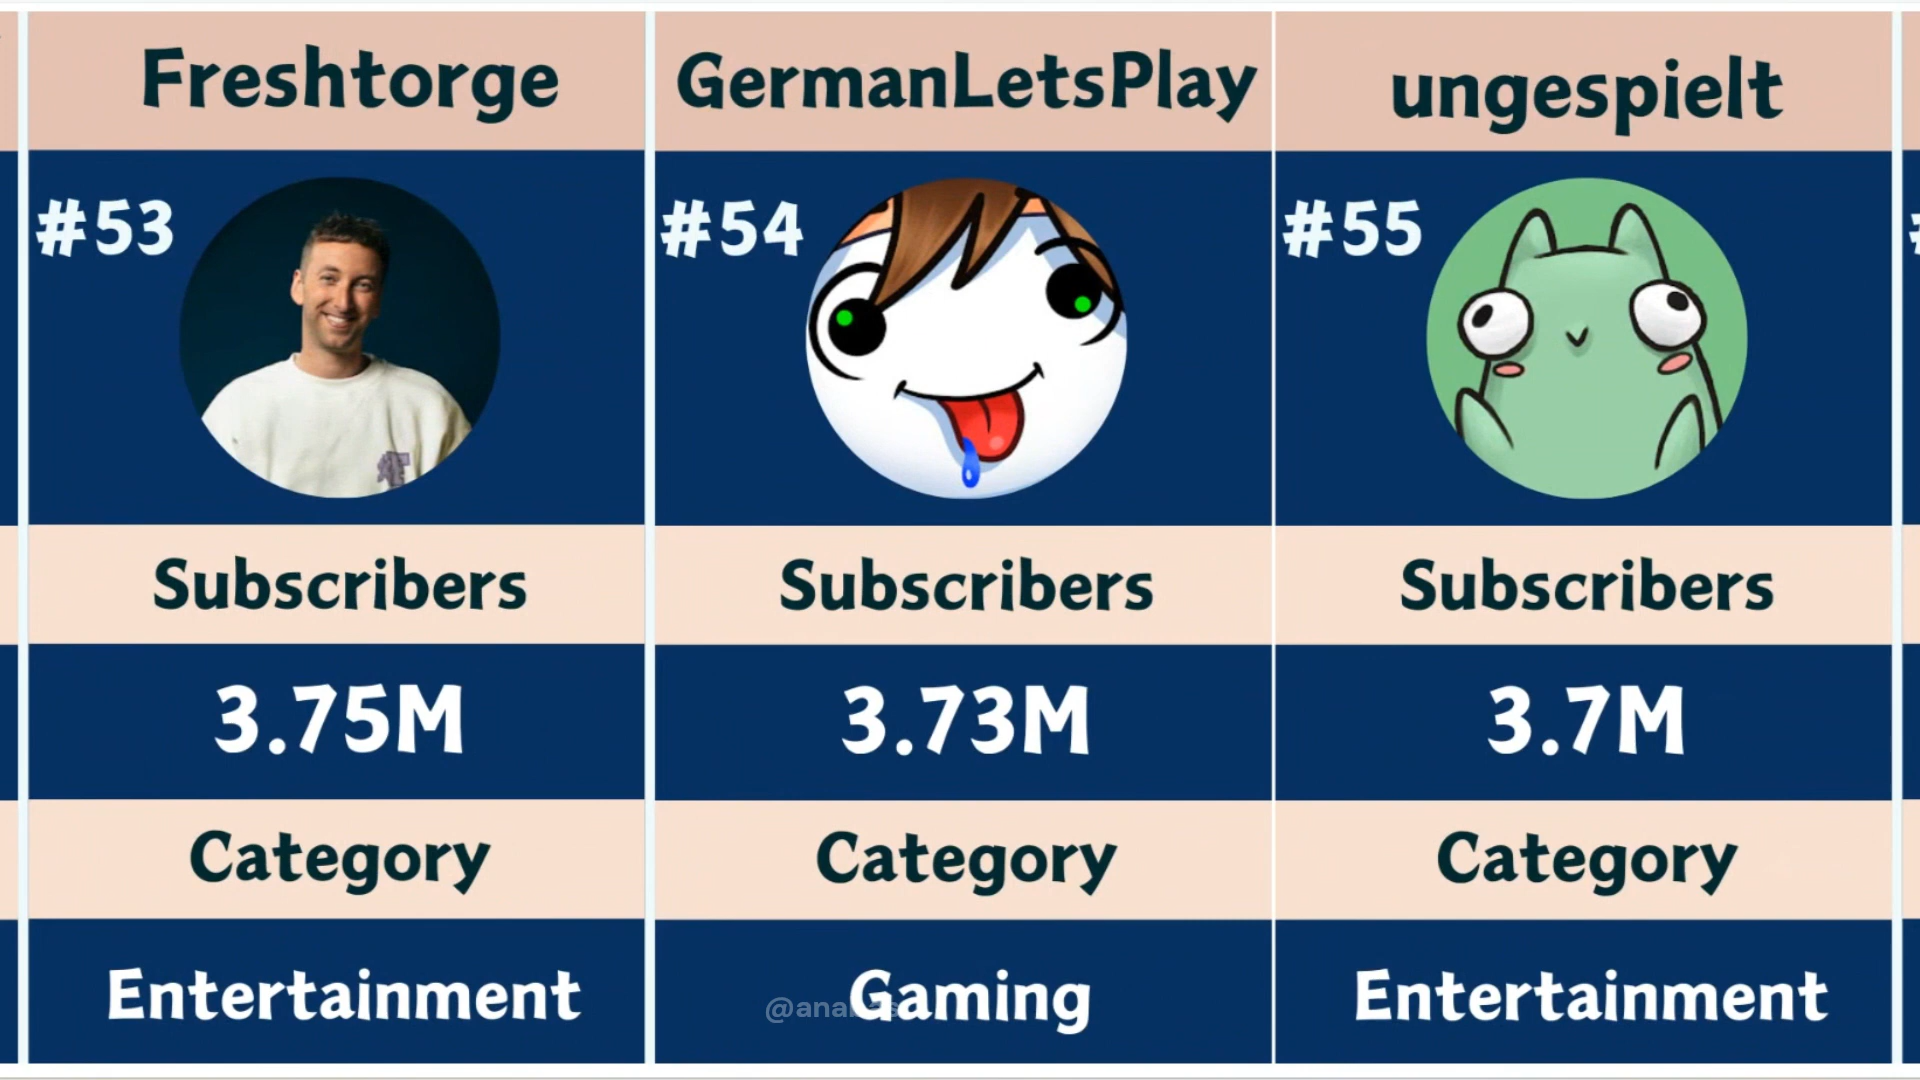 Freshtorge
GermanLetsPlay
ungespielt
#53
#54
#55
Subscribers
Subscribers
Subscribers
3.75M
3.73M
3.7M
Category
Category
Category
Entertainment
Gaming
Entertainment